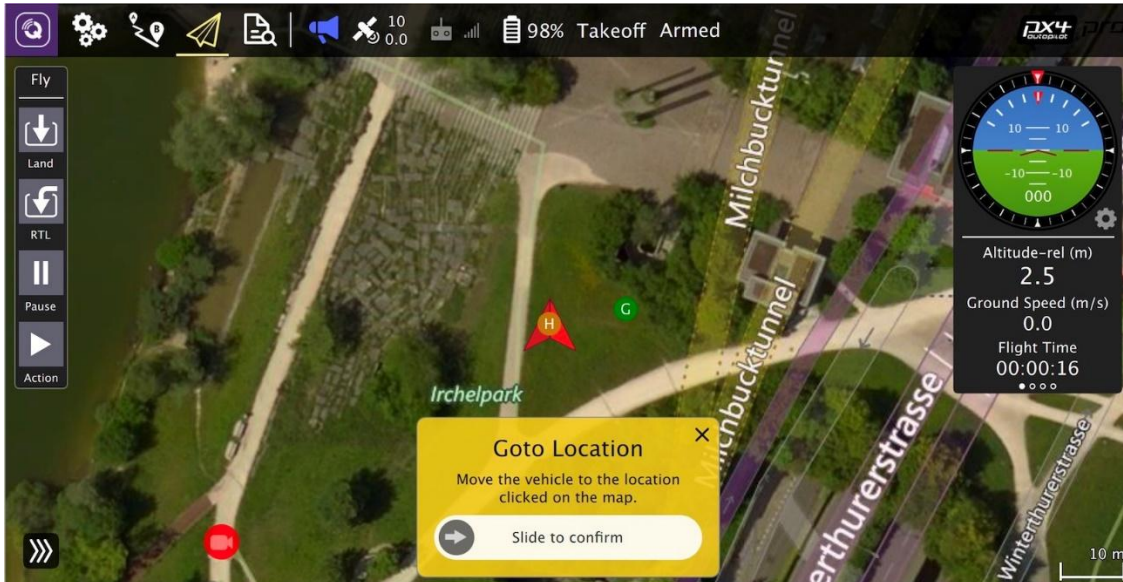 10
0.0
98%
Takeoff
Armed
px4
autopilot
pro
Fly
Land
RTL
Pause
Action
Milchbucktunnel
Milchbucktunnel
H
G
Irchelpark
10 10
-10 -10
000
Altitude-rel (m)
2.5
Ground Speed (m/s)
0.0
Flight Time
00:00:16
Goto Location
Move the vehicle to the location
clicked on the map.
Slide to confirm
Winterthurerstrasse
10 m